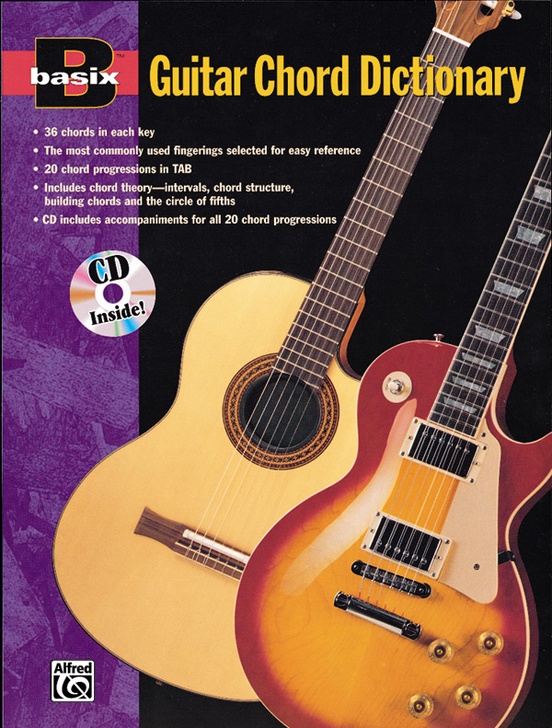 B™
basix
Guitar Chord Dictionary
• 36 chords in each key
• The most commonly used fingerings selected for easy reference
• 20 chord progressions in TAB
• Includes chord theory—intervals, chord structure,
building chords and the circle of fifths
• CD includes accompaniments for all 20 chord progressions
CD
Inside!
Alfred